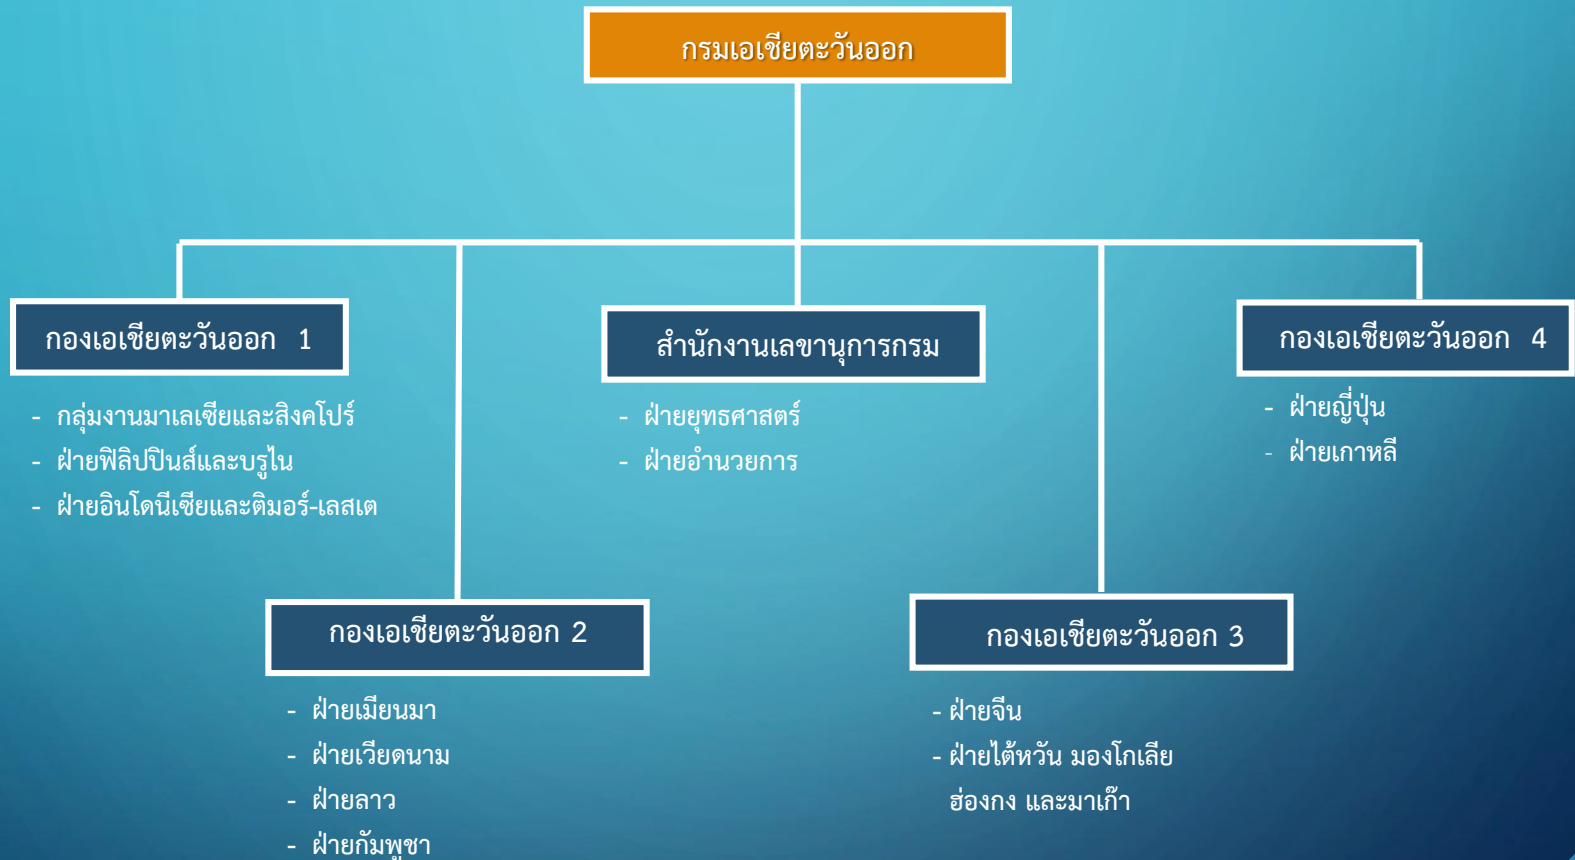 กรมเอเชียตะวันออก
กองเอเชียตะวันออก 1
- กลุ่มงานมาเลเซียและสิงคโปร์
- ฝ่ายฟิลิปปินส์และบรูไน
- ฝ่ายอินโดนีเซียและติมอร์-เลสเต
สำนักงานเลขานุการกรม
- ฝ่ายยุทธศาสตร์
- ฝ่ายอำนวยการ
กองเอเชียตะวันออก 4
- ฝ่ายญี่ปุ่น
- ฝ่ายเกาหลี
กองเอเชียตะวันออก 2
- ฝ่ายเมียนมา
- ฝ่ายเวียดนาม
- ฝ่ายลาว
- ฝ่ายกัมพูชา
กองเอเชียตะวันออก 3
- ฝ่ายจีน
- ฝ่ายไต้หวัน มองโกเลีย
ฮ่องกง และมาเก๊า